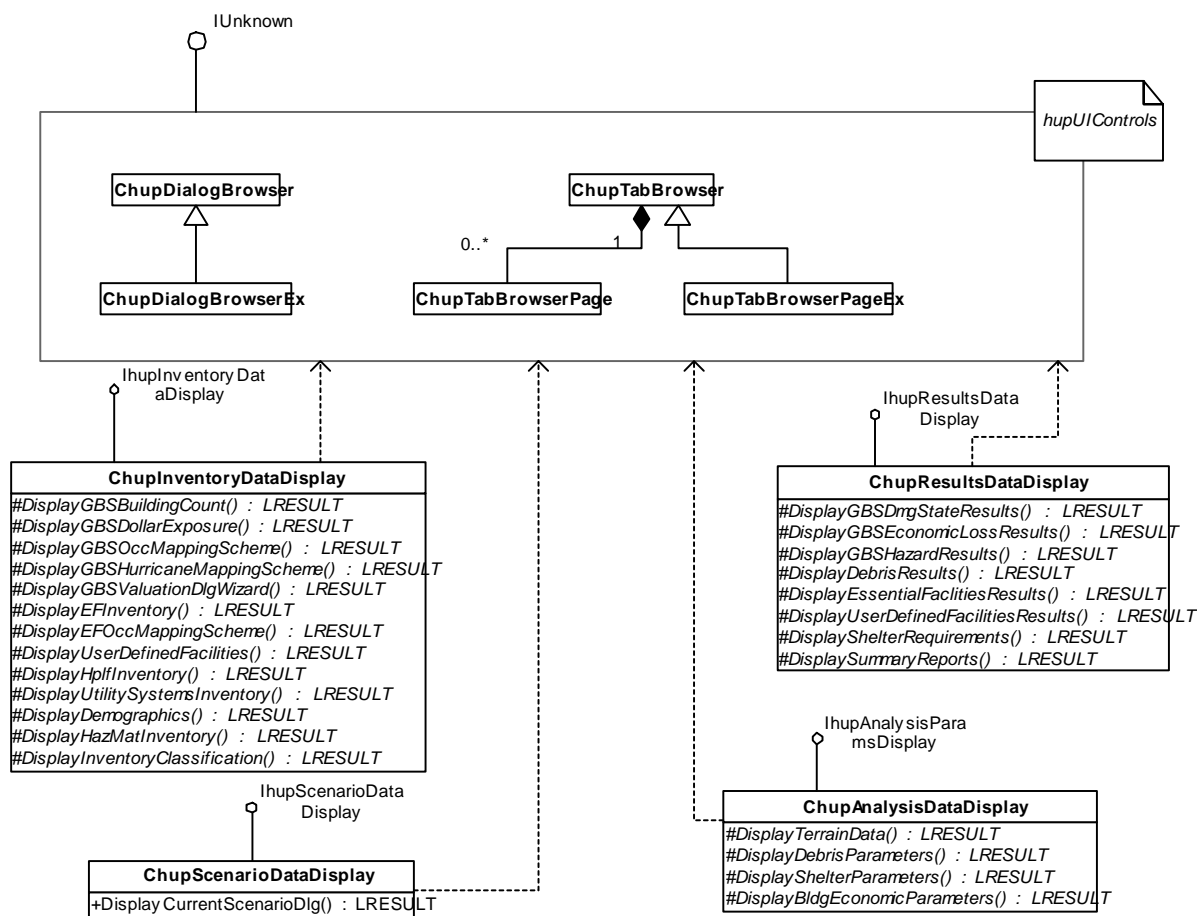 IUnknown
hupUIControls
ChupDialogBrowser
ChupTabBrowser
0..*
1
ChupDialogBrowserEx
ChupTabBrowserPage
ChupTabBrowserPageEx
IhupInventoryDat
aDisplay
IhupResultsData
Display
ChupInventoryDataDisplay
#DisplayGBSBuildingCount() : LRESULT
#DisplayGBSDollarExposure() : LRESULT
#DisplayGBSOccMappingScheme() : LRESULT
#DisplayGBSHurricaneMappingScheme() : LRESULT
#DisplayGBSValuationDlgWizard() : LRESULT
#DisplayEFInventory() : LRESULT
#DisplayEFOccMappingScheme() : LRESULT
#DisplayUserDefinedFacilities() : LRESULT
#DisplayHplfInventory() : LRESULT
#DisplayUtilitySystemsInventory() : LRESULT
#DisplayDemographics() : LRESULT
#DisplayHazMatInventory() : LRESULT
#DisplayInventoryClassification() : LRESULT
ChupResultsDataDisplay
#DisplayGBSDmgStateResults() : LRESULT
#DisplayGBSEconomicLossResults() : LRESULT
#DisplayGBSHazardResults() : LRESULT
#DisplayDebrisResults() : LRESULT
#DisplayEssentialFaclitiesResults() : LRESULT
#DisplayUserDefinedFacilitiesResults() : LRESULT
#DisplayShelterRequirements() : LRESULT
#DisplaySummaryReports() : LRESULT
IhupScenarioData
Display
IhupAnalysisPara
msDisplay
ChupScenarioDataDisplay
+DisplayCurrentScenarioDlg() : LRESULT
ChupAnalysisDataDisplay
#DisplayTerrainData() : LRESULT
#DisplayDebrisParameters() : LRESULT
#DisplayShelterParameters() : LRESULT
#DisplayBldgEconomicParameters() : LRESULT